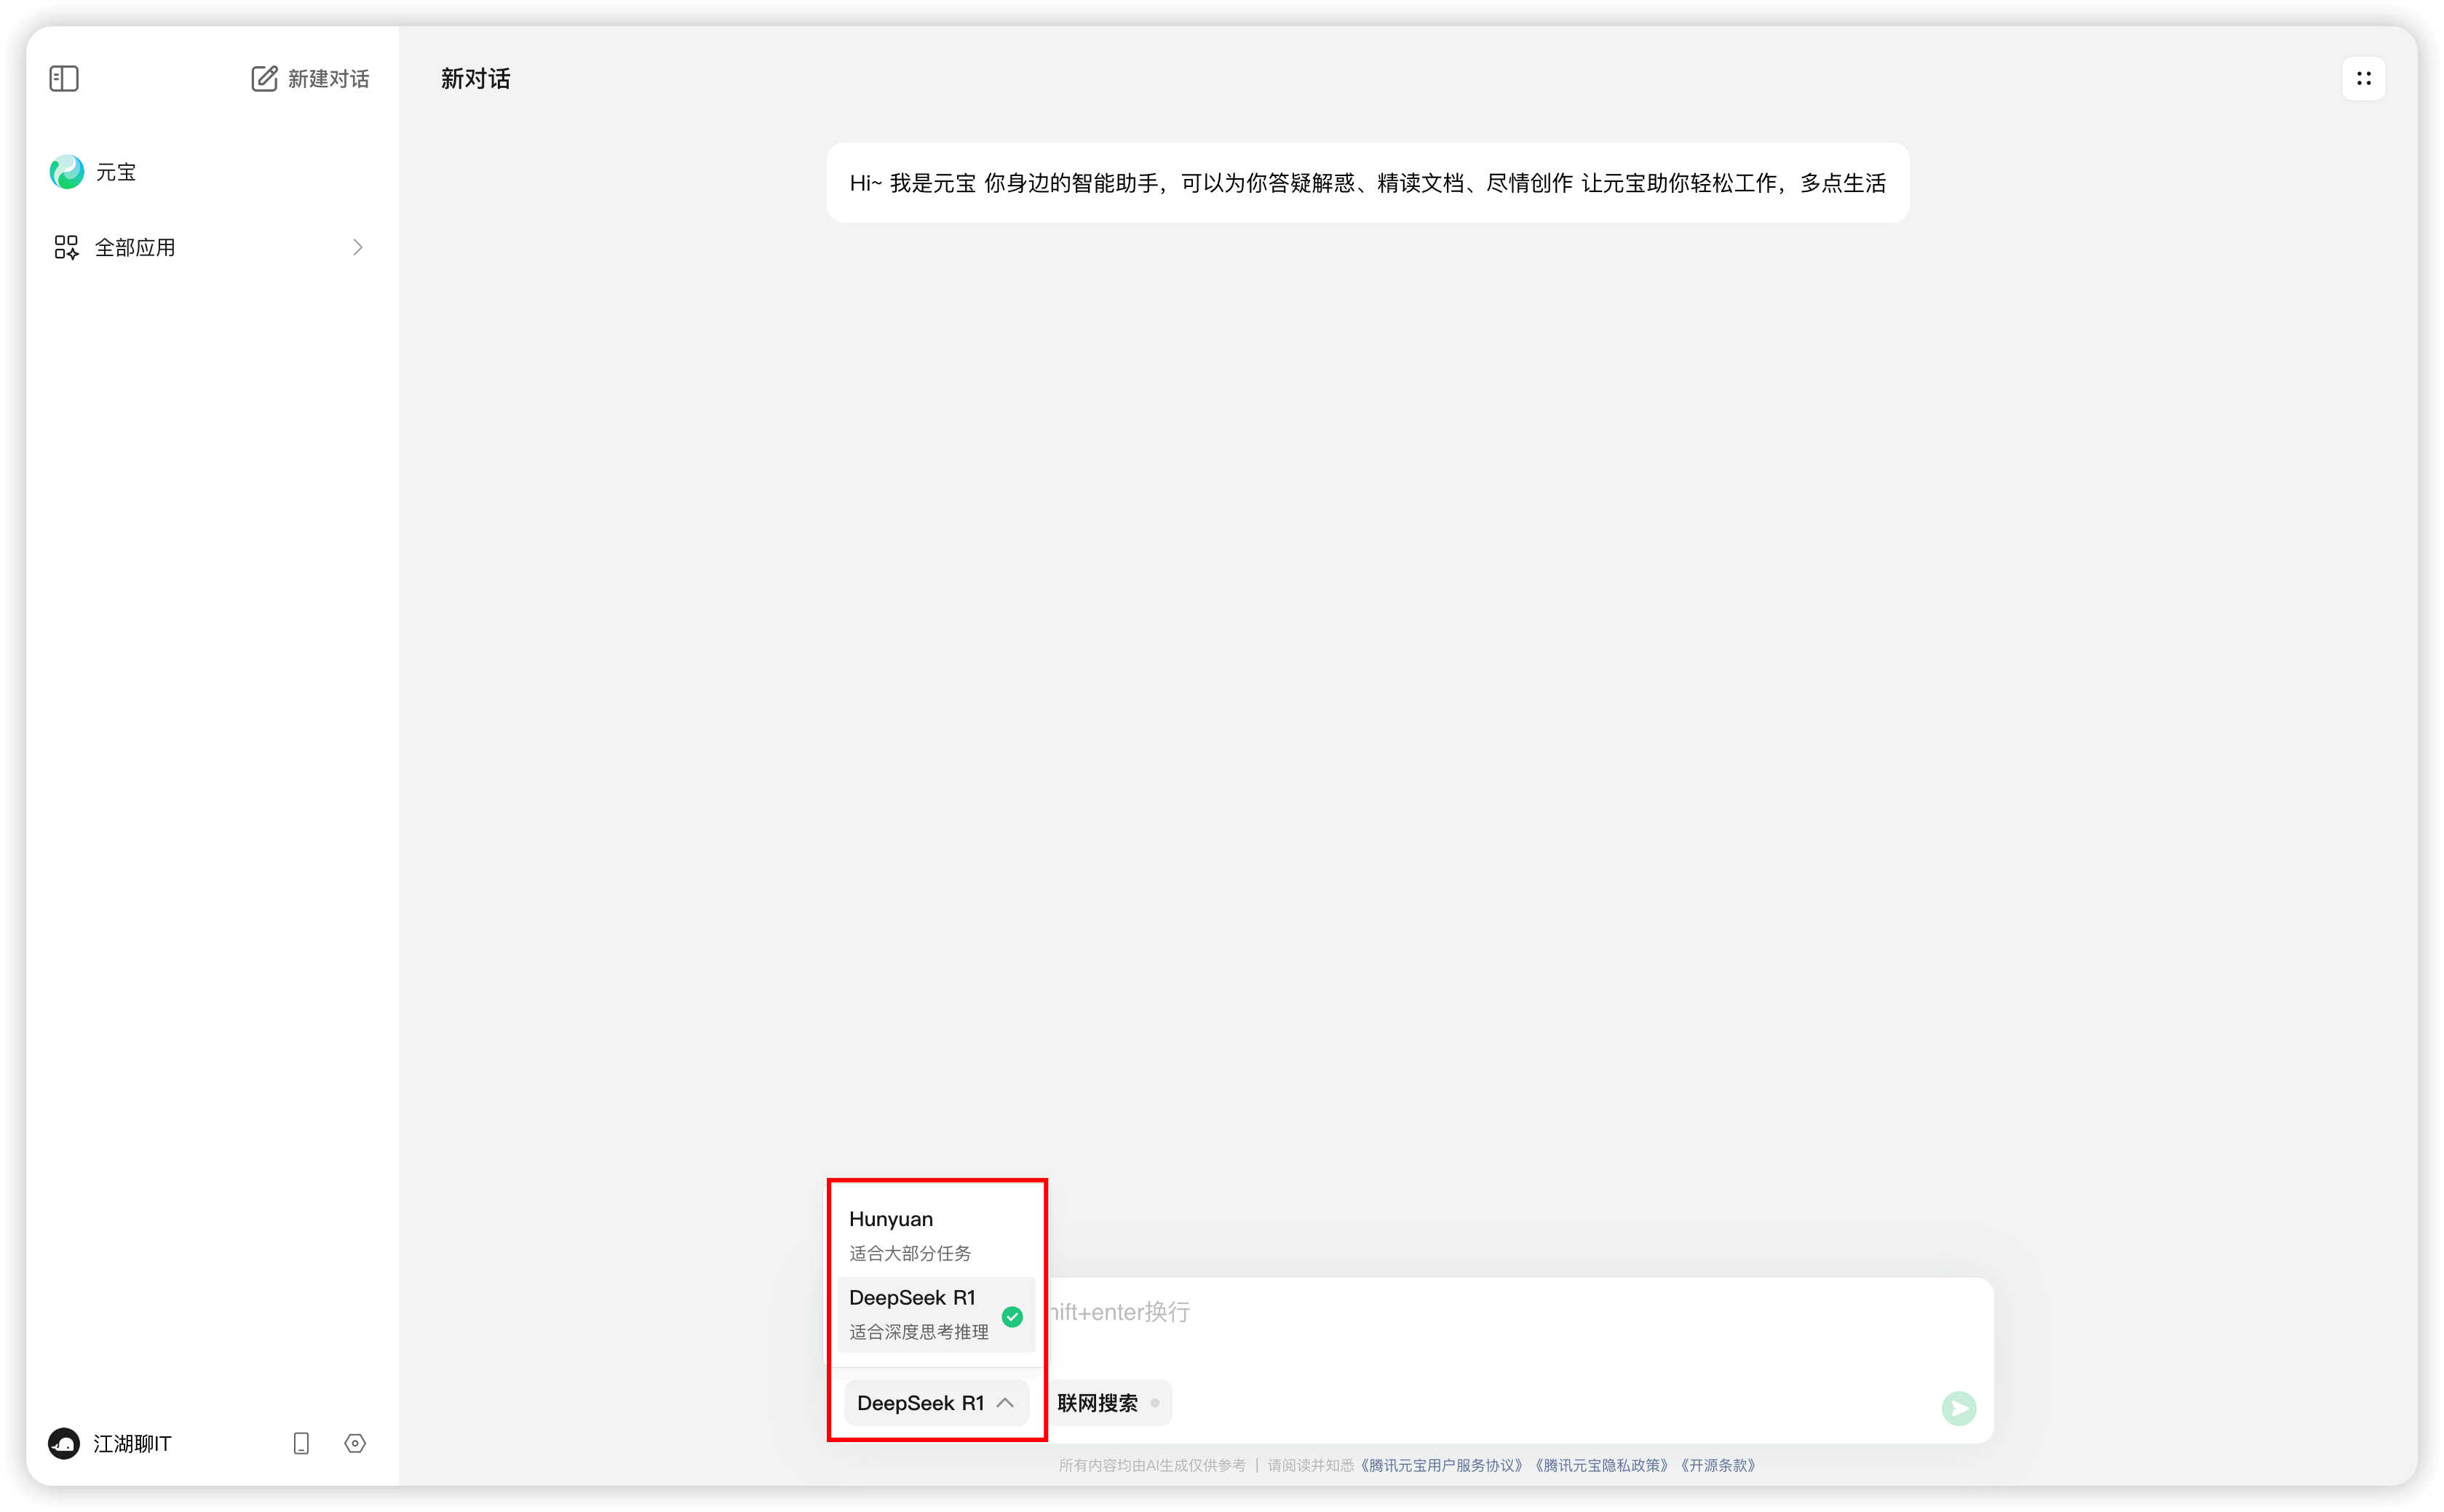 新建对话
元宝
全部应用
江湖聊IT
新对话
Hi~ 我是元宝 你身边的智能助手，可以为你答疑解惑、精读文档、尽情创作 让元宝助你轻松工作，多点生活
Hunyuan
适合大部分任务
DeepSeek R1
适合深度思考推理
hift+enter换行
DeepSeek R1
联网搜索
所有内容均由AI生成仅供参考 | 请阅读并知悉《腾讯元宝用户服务协议》《腾讯元宝隐私政策》《开源条款》